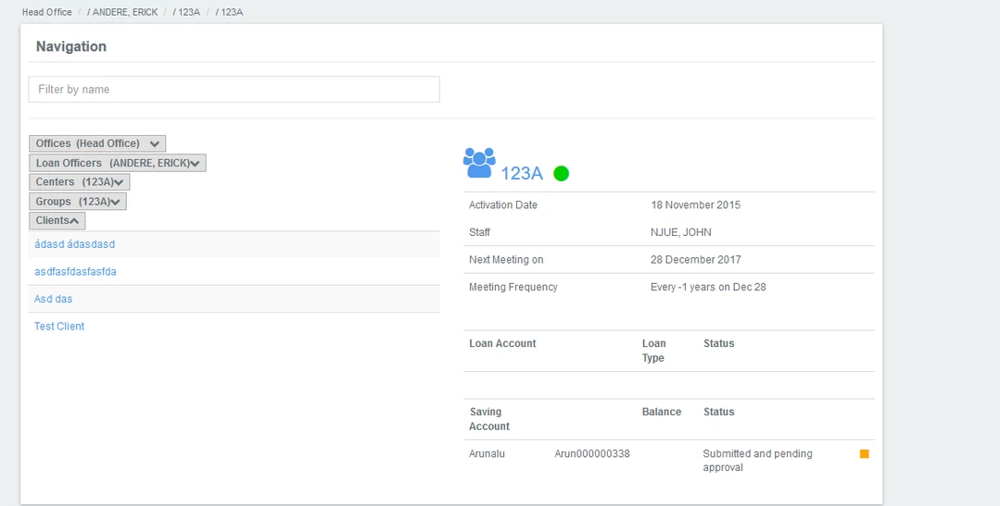 Head Office / / ANDERE, ERICK / / 123A / / 123A
Navigation
Filter by name
Offices (Head Office)
Loan Officers (ANDERE, ERICK)
Centers (123A)
Groups (123A)
Clients
ádasd ádasdasd
asdfasfdasfasfda
Asd das
Test Client
123A
Activation Date 18 November 2015
Staff NJUE, JOHN
Next Meeting on 28 December 2017
Meeting Frequency Every -1 years on Dec 28
Loan Account Loan Type Status
Saving Account Balance Status
Arunalu Arun000000338 Submitted and pending approval